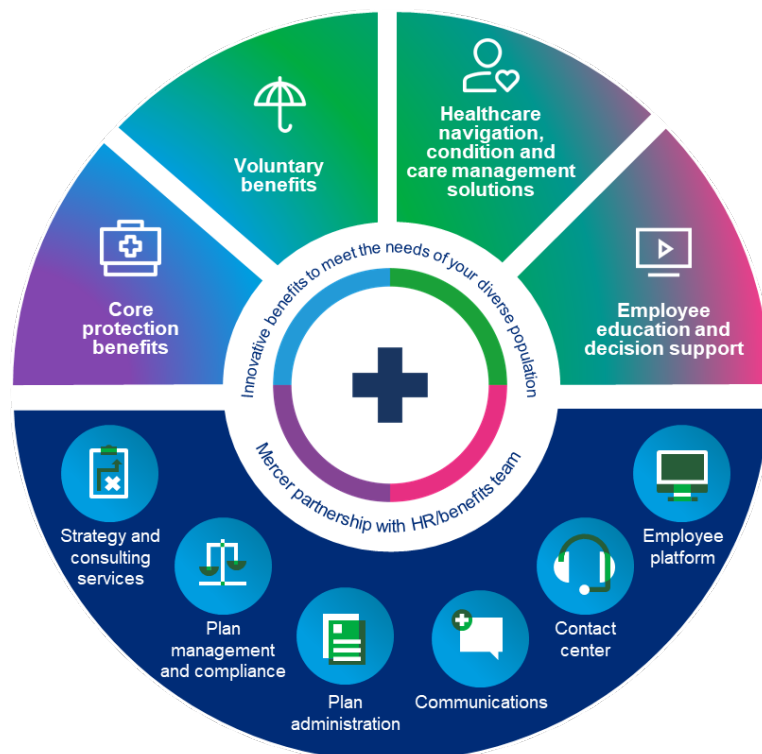 Voluntary
benefits
Healthcare
navigation,
condition and
care management
solutions
Core
protection
benefits
Employee
education and
decision support
Innovative benefits to meet the needs of your diverse population
Mercer partnership with HR/benefits team
Strategy and
consulting
services
Plan
management
and compliance
Plan
administration
Communications
Contact
center
Employee
platform